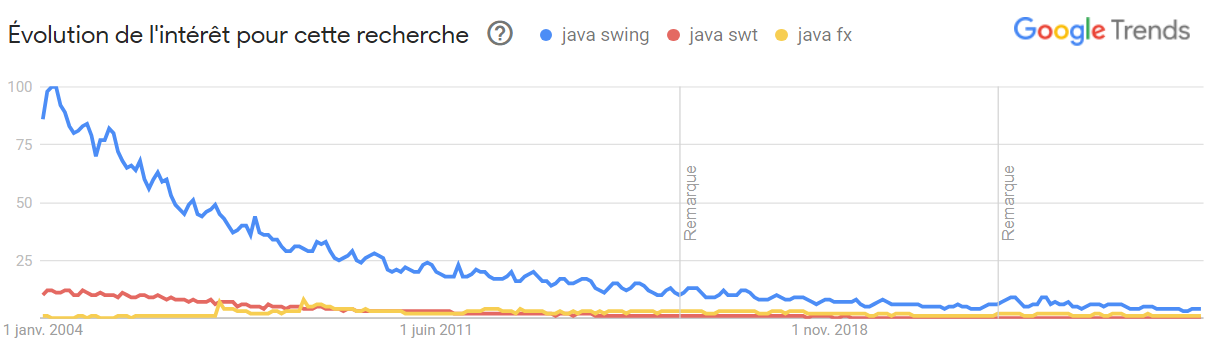 Évolution de l'intérêt pour cette recherche ? java swing java swt java fx Google Trends
100
75
50
25
Remarque
Remarque
1 janv. 2004 1 juin 2011 1 nov. 2018